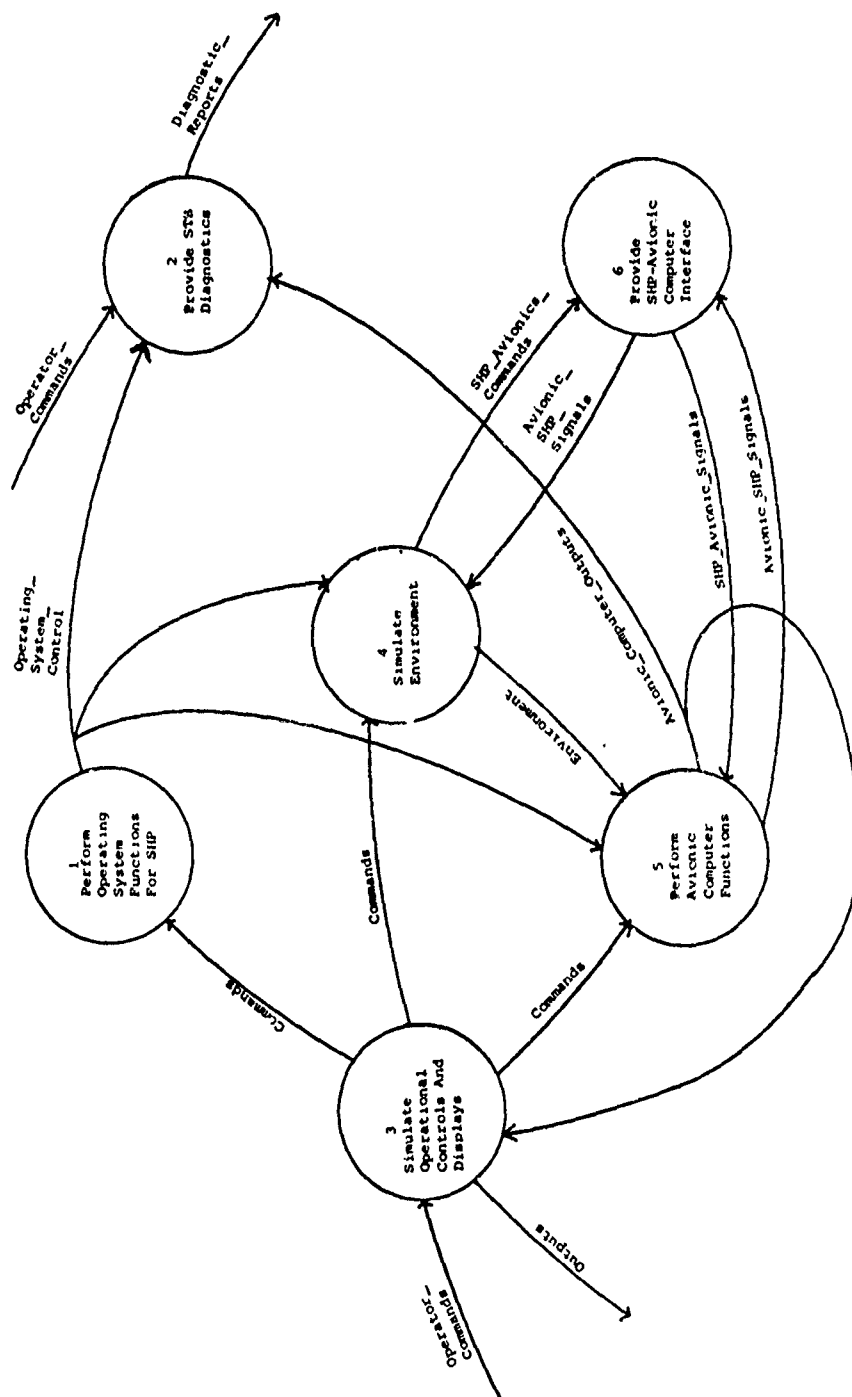 Operator_
Commands
Diagnostic_
Reports
Operating_
System_
Control
2
Provide STB
Diagnostics
1
Perform
Operating
System
Functions
For SHP
Commands
Commands
4
Simulate
Environment
SHP_Avionics_
Commands
Avionic_
SHP_
Signals
6
Provide
SHP-Avionic
Computer
Interface
3
Simulate
Operational
Controls And
Displays
Operator_
Commands
Outputs
Commands
Environment
Avionic_Computer_Outputs
5
Perform
Avionic
Computer
Functions
SHP_Avionic_Signals
Avionic_SHP_Signals